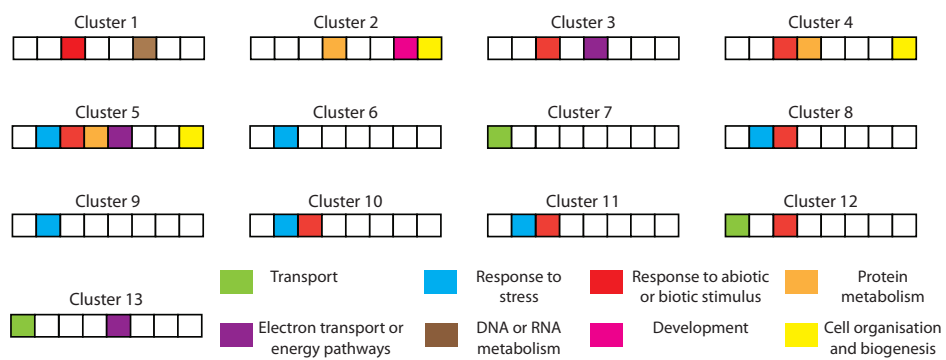 Cluster 1
Cluster 2
Cluster 3
Cluster 4
Cluster 5
Cluster 6
Cluster 7
Cluster 8
Cluster 9
Cluster 10
Cluster 11
Cluster 12
Cluster 13
Transport
Response to
stress
Response to abiotic
or biotic stimulus
Protein
metabolism
Electron transport or
energy pathways
DNA or RNA
metabolism
Development
Cell organisation
and biogenesis